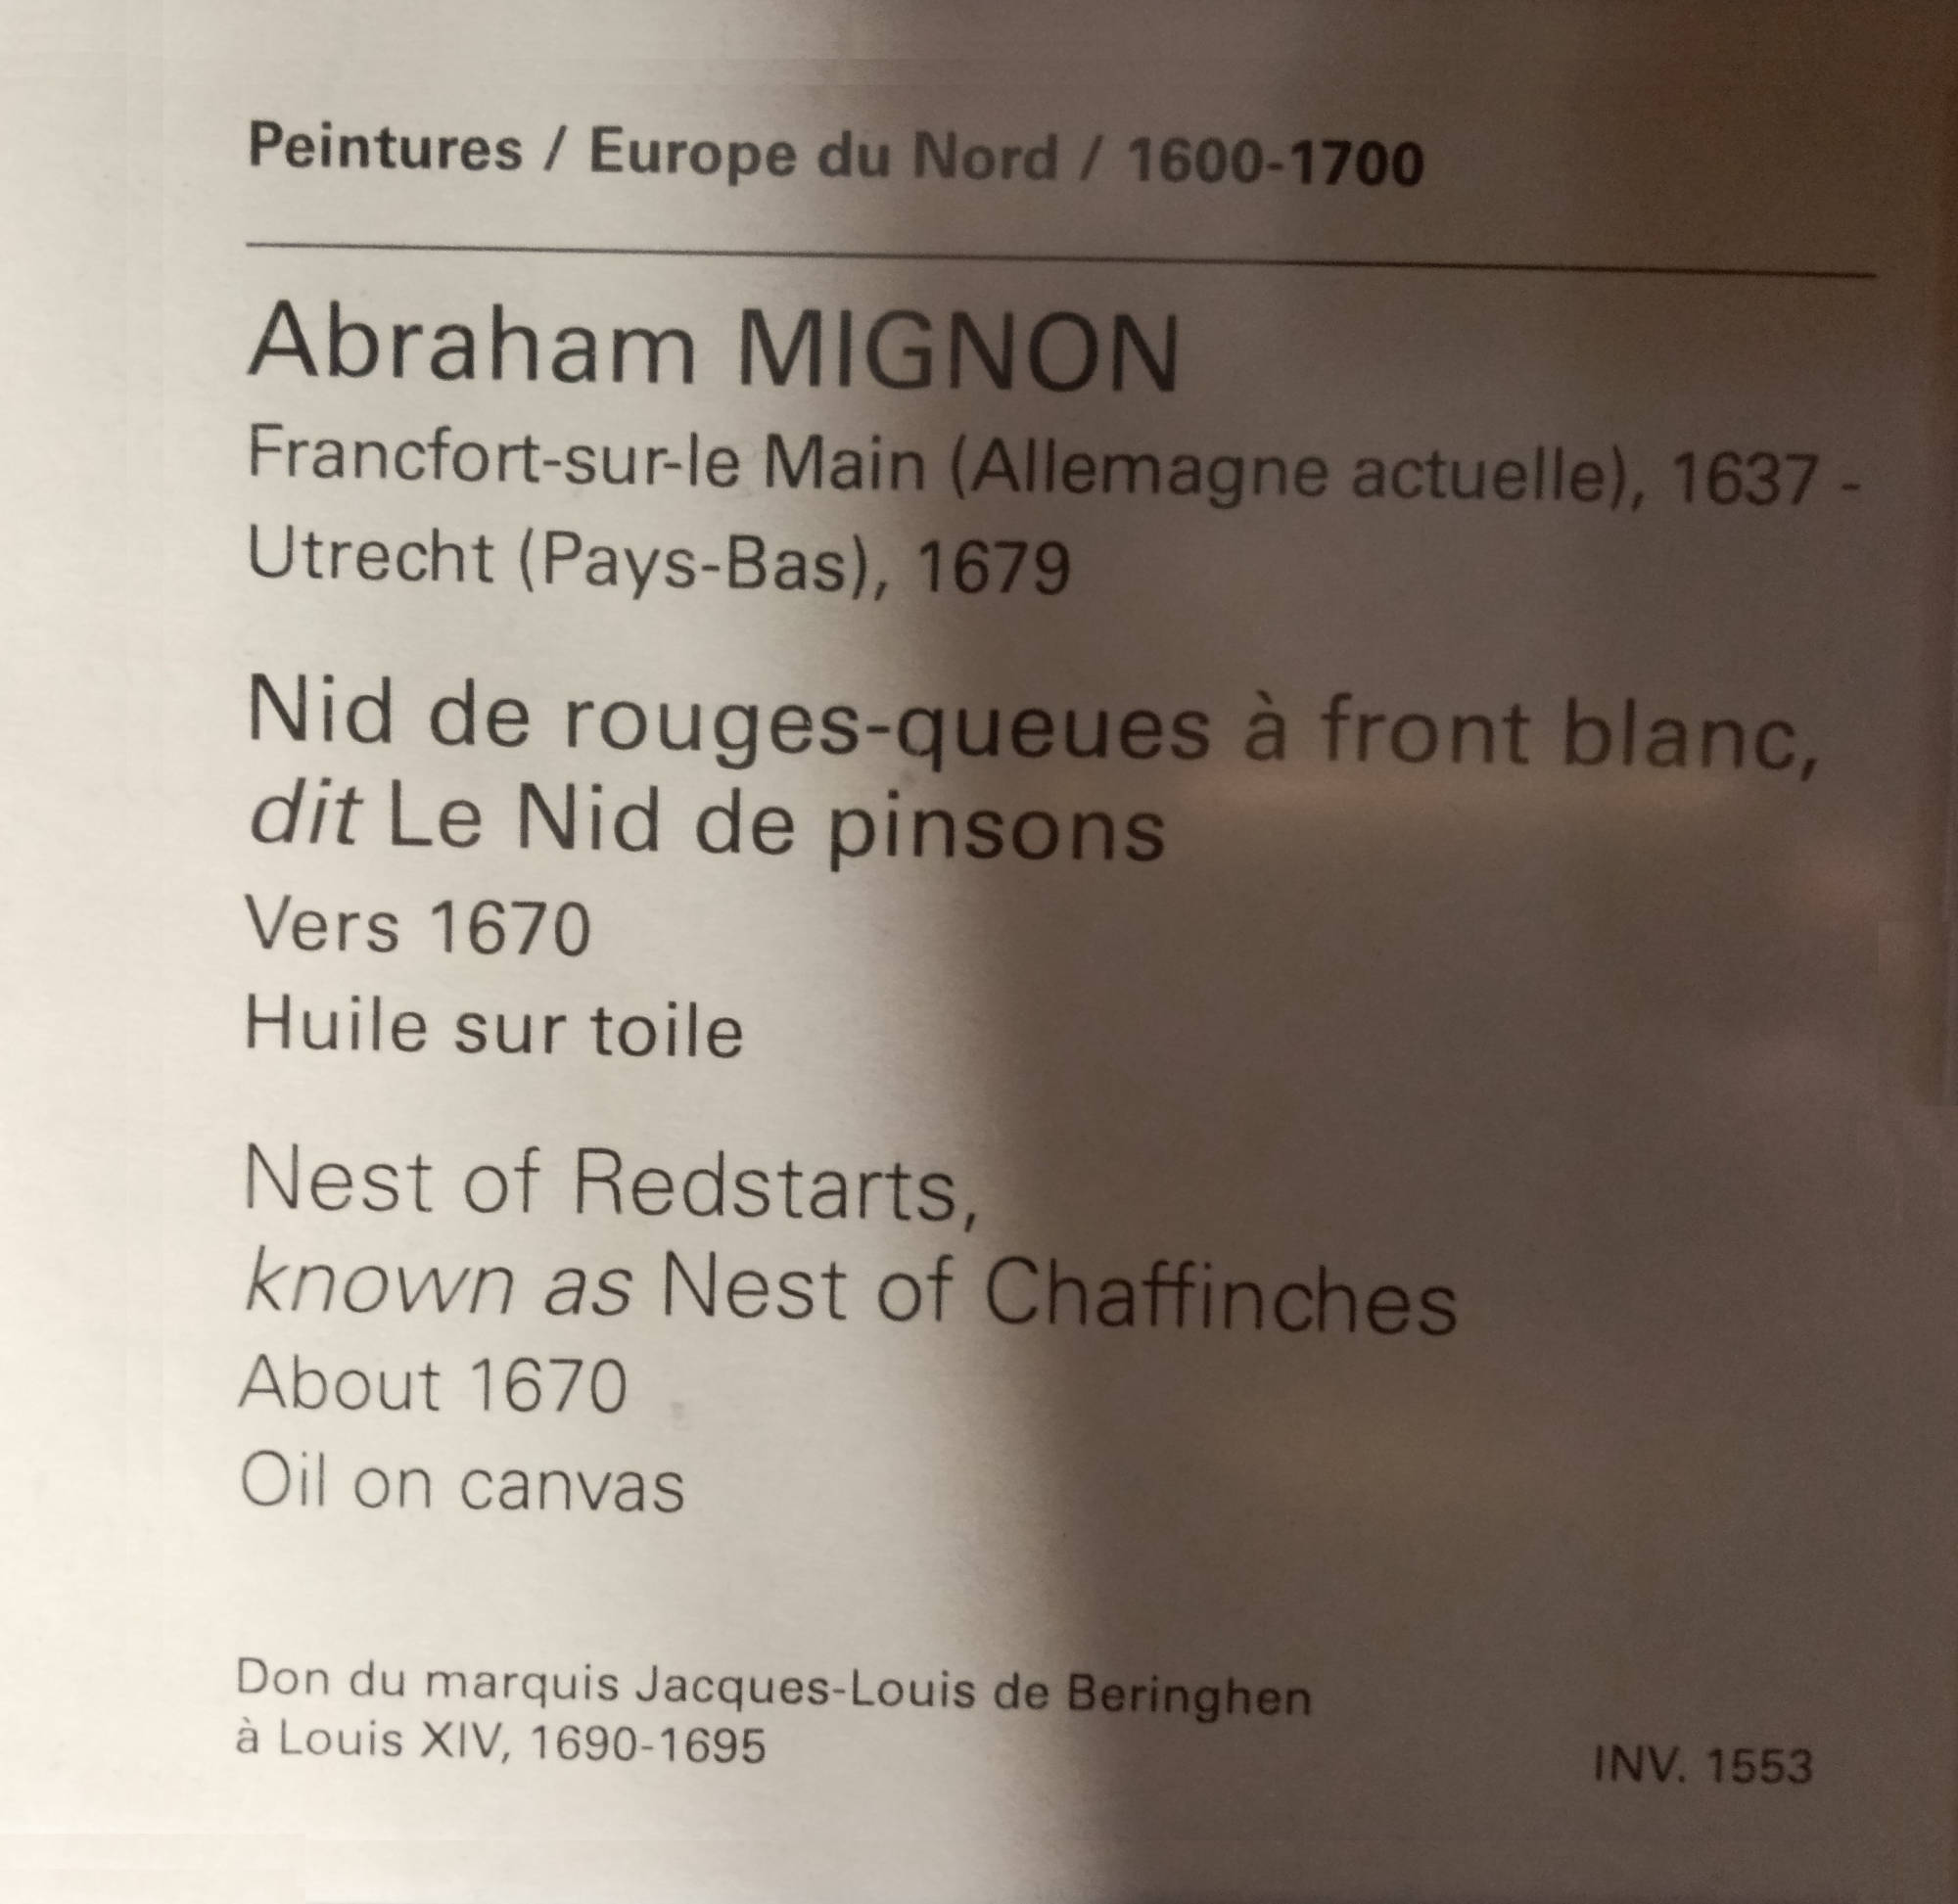 Peintures / Europe du Nord / 1600-1700
Abraham MIGNON
Francfort-sur-le Main (Allemagne actuelle), 1637 -
Utrecht (Pays-Bas), 1679
Nid de rouges-queues à front blanc,
dit Le Nid de pinsons
Vers 1670
Huile sur toile
Nest of Redstarts,
known as Nest of Chaffinches
About 1670
Oil on canvas
Don du marquis Jacques-Louis de Beringhen
à Louis XIV, 1690-1695
INV. 1553